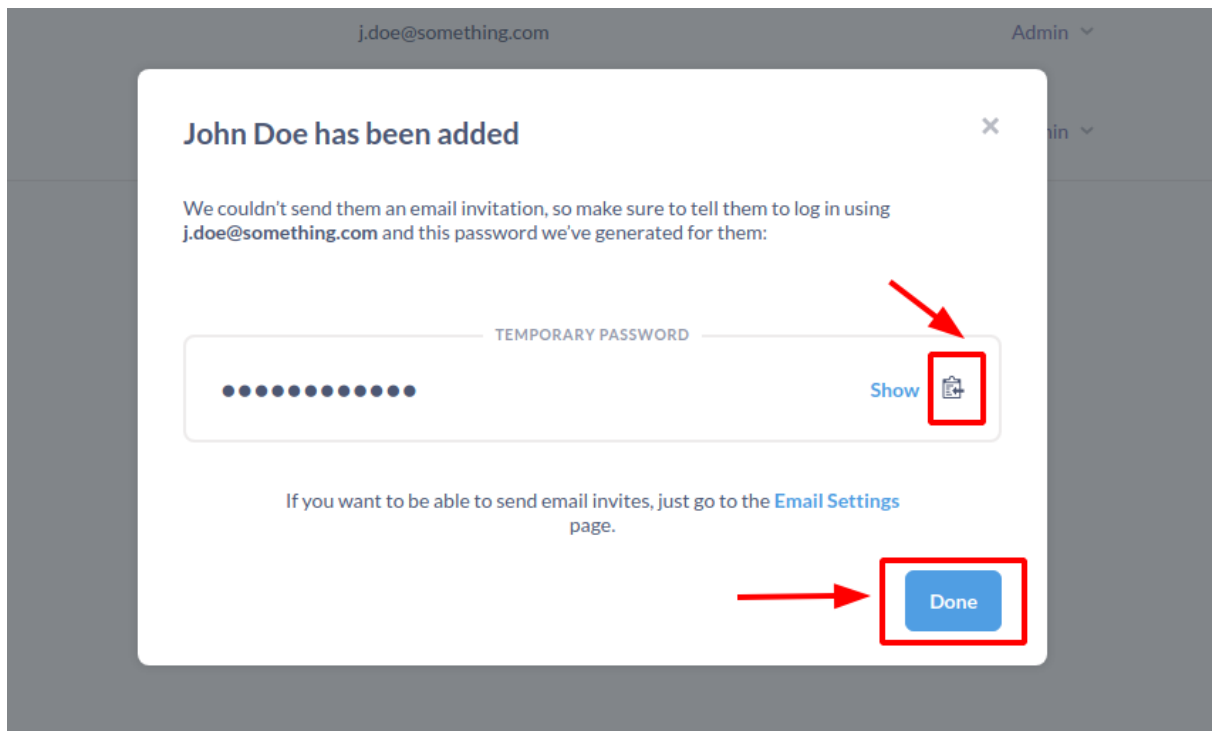 j.doe@something.com Admin
John Doe has been added
in
We couldn't send them an email invitation, so make sure to tell them to log in using
j.doe@something.com and this password we've generated for them:
TEMPORARY PASSWORD
Show
If you want to be able to send email invites, just go to the Email Settings
page.
Done